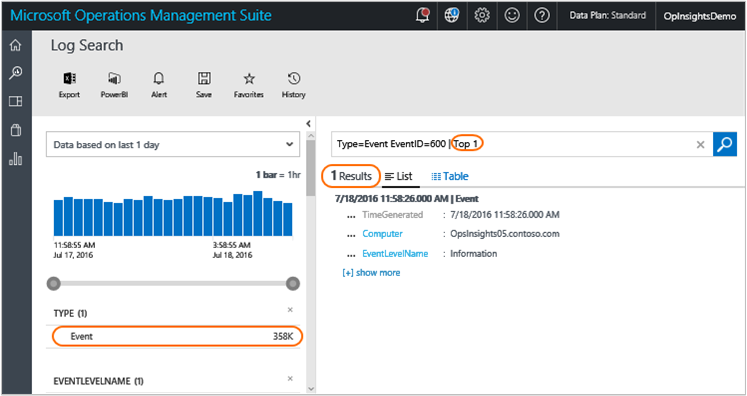 Microsoft Operations Management Suite
Data Plan: Standard
OpInsightsDemo
Log Search
Export
PowerBI
Alert
Save
Favorites
History
Data based on last 1 day
1 bar = 1hr
11:58:55 AM
Jul 17, 2016
3:58:55 AM
Jul 18, 2016
TYPE (1)
Event 358K
EVENTLEVELNAME (1)
Type=Event EventID=600 | Top 1
1 Results
List
Table
7/18/2016 11:58:26.000 AM | Event
... TimeGenerated : 7/18/2016 11:58:26.000 AM
... Computer : OpsInsights05.contoso.com
... EventLevelName : Information
[+] show more